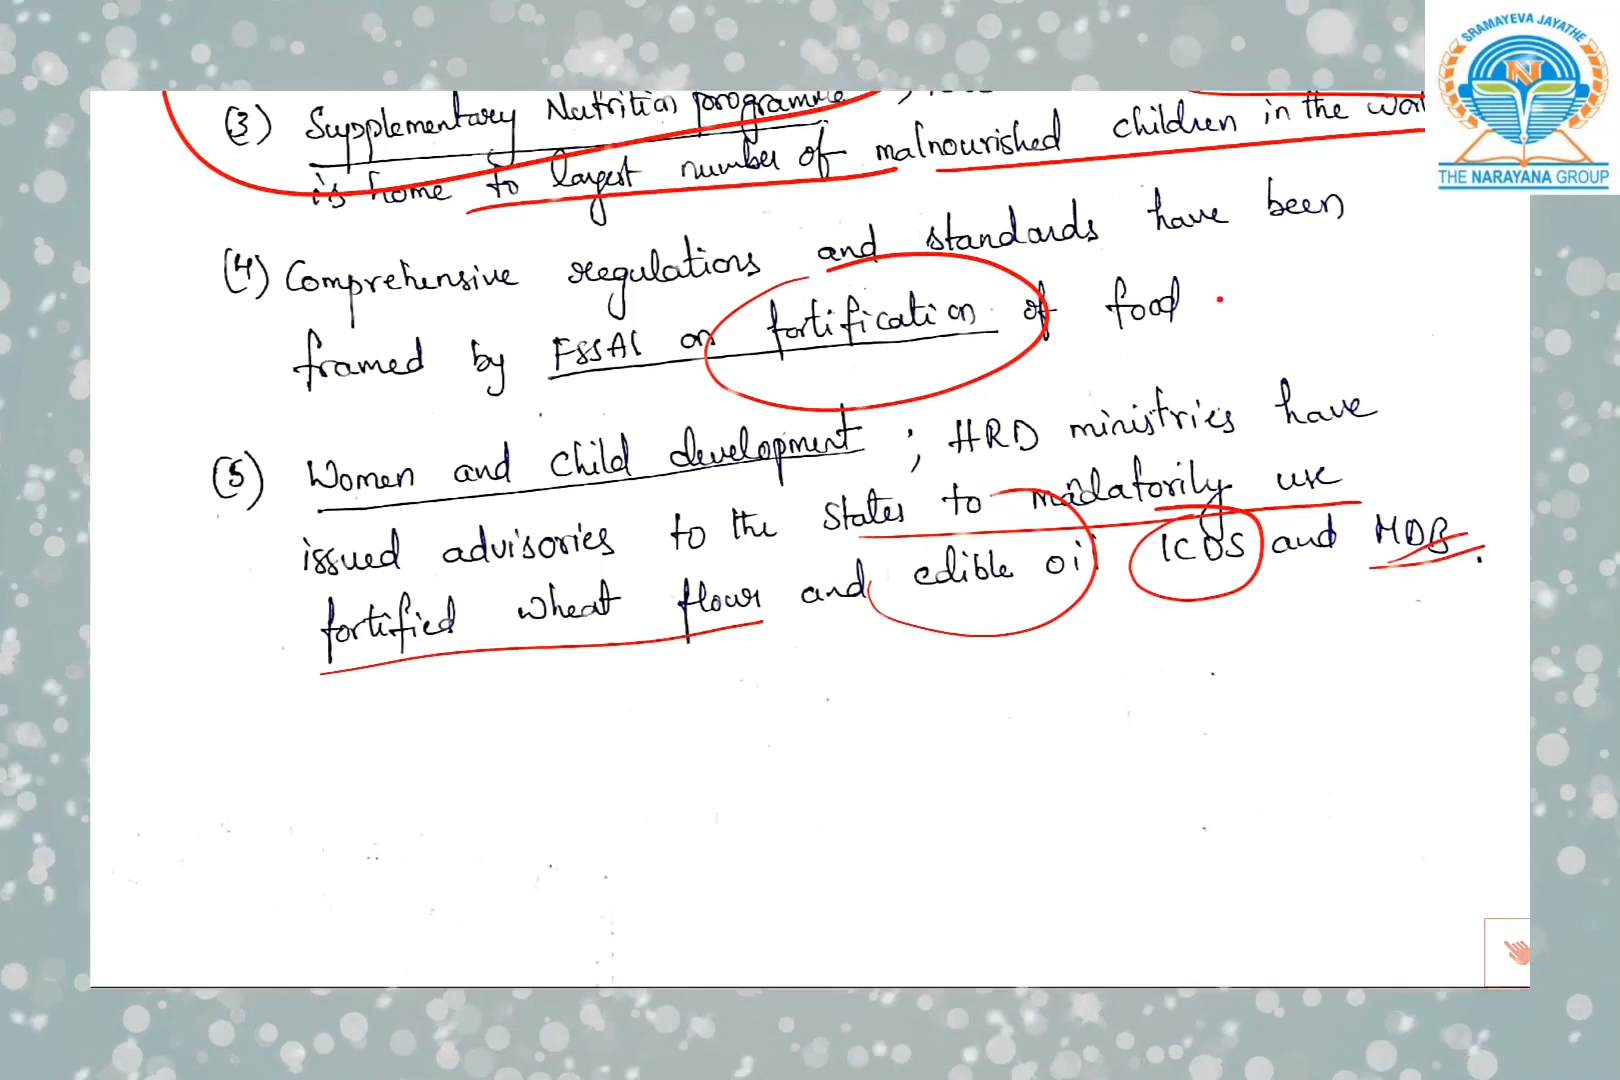 SRAMAYEVA JAYATHE
N
THE NARAYANA GROUP
(3) Supplementary Nutrition programme ;
is home to largest number of malnourished children in the wor
(4) Comprehensive regulations and standards have been
framed by FSSAI on fortification of food .
(5) Women and child development ; HRD ministries have
issued advisories to the states to madatorily use
fortified wheat flour and edible oil ICDS and